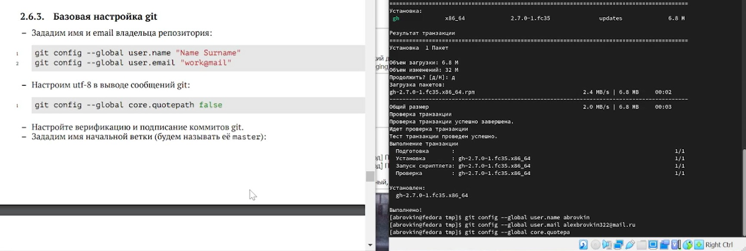 2.6.3. Базовая настройка git
– Зададим имя и email владельца репозитория:
1 git config --global user.name "Name Surname"
2 git config --global user.email "work@mail"
– Настроим utf-8 в выводе сообщений git:
1 git config --global core.quotepath false
– Настройте верификацию и подписание коммитов git.
– Зададим имя начальной ветки (будем называть её master):
Установка:
gh x86_64 2.7.0-1.fc35 updates 6.8 M
Результат транзакции
Установка 1 Пакет
Объем загрузки: 6.8 M
Объем изменений: 32 M
Продолжить? [д/Н]: д
Загрузка пакетов:
gh-2.7.0-1.fc35.x86_64.rpm 2.4 MB/s | 6.8 MB 00:02
Общий размер 2.0 MB/s | 6.8 MB 00:03
Проверка транзакции
Проверка транзакции успешно завершена.
Идет проверка транзакции
Тест транзакции проведен успешно.
Выполнение транзакции
Подготовка : 1/1
Установка : gh-2.7.0-1.fc35.x86_64 1/1
Запуск скриптлета: gh-2.7.0-1.fc35.x86_64 1/1
Проверка : gh-2.7.0-1.fc35.x86_64 1/1
Установлен:
gh-2.7.0-1.fc35.x86_64
Выполнено!
[abrovkin@fedora tmp]$ git config --global user.name abrovkin
[abrovkin@fedora tmp]$ git config --global user.mail alexbrovkin322@mail.ru
[abrovkin@fedora tmp]$ git config --global core.quotepa
Right Ctrl